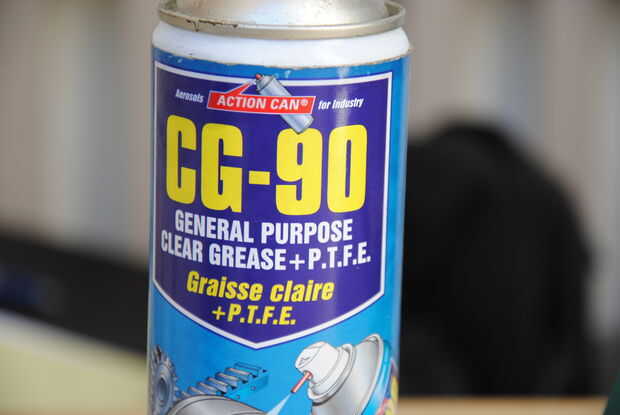 Aerosols ACTION CAN® for Industry
CG-90
GENERAL PURPOSE
CLEAR GREASE+P.T.F.E.
Graisse claire
+P.T.F.E.